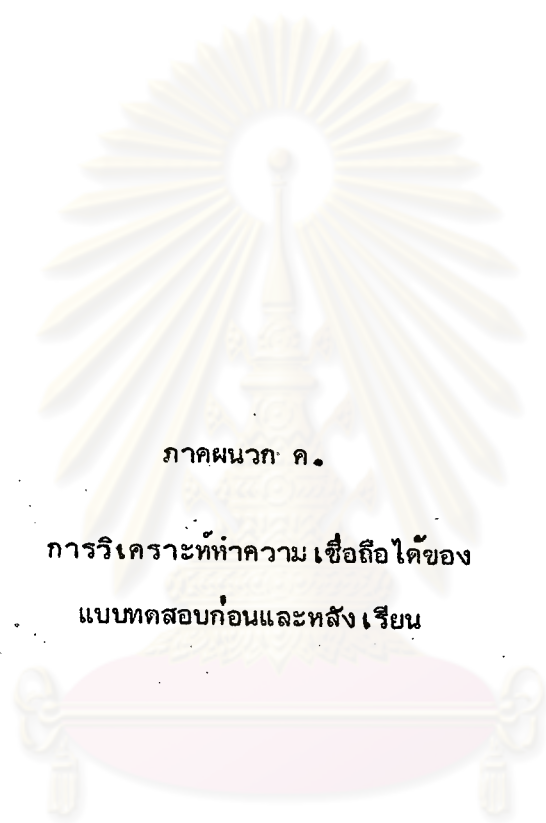 ภาคผนวก ค.
การวิเคราะห์หาความเชื่อถือได้ของ
แบบทดสอบก่อนและหลังเรียน